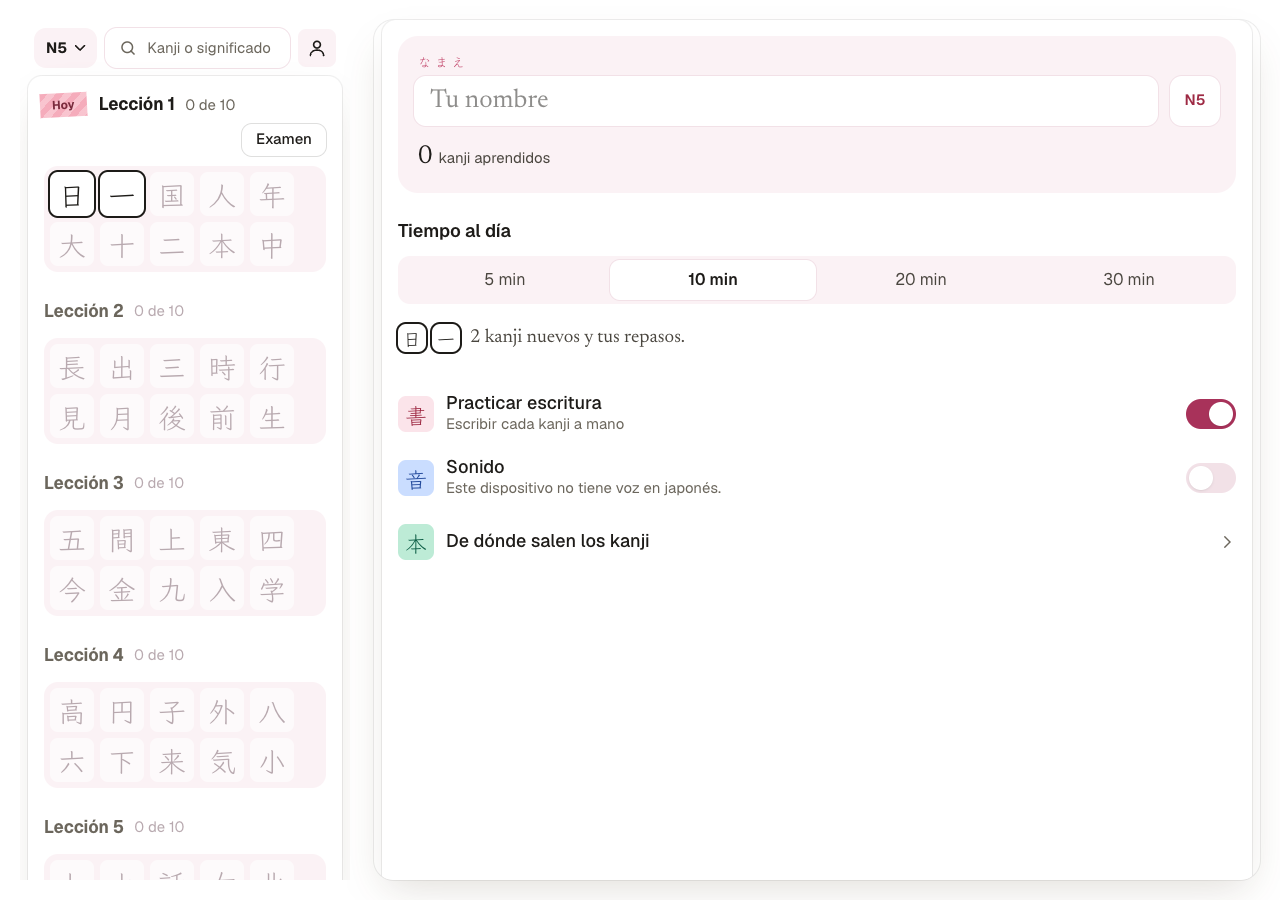 N5
Kanji o significado
Hoy
Lección 1
0 de 10
Examen
日 一 国 人 年
大 十 二 本 中
Lección 2
0 de 10
長 出 三 時 行
見 月 後 前 生
Lección 3
0 de 10
五 間 上 東 四
今 金 九 入 学
Lección 4
0 de 10
高 円 子 外 八
六 下 来 気 小
Lección 5
0 de 10
なまえ
Tu nombre
N5
0 kanji aprendidos
Tiempo al día
5 min
10 min
20 min
30 min
日 一 2 kanji nuevos y tus repasos.
書 Practicar escritura
Escribir cada kanji a mano
音 Sonido
Este dispositivo no tiene voz en japonés.
本 De dónde salen los kanji